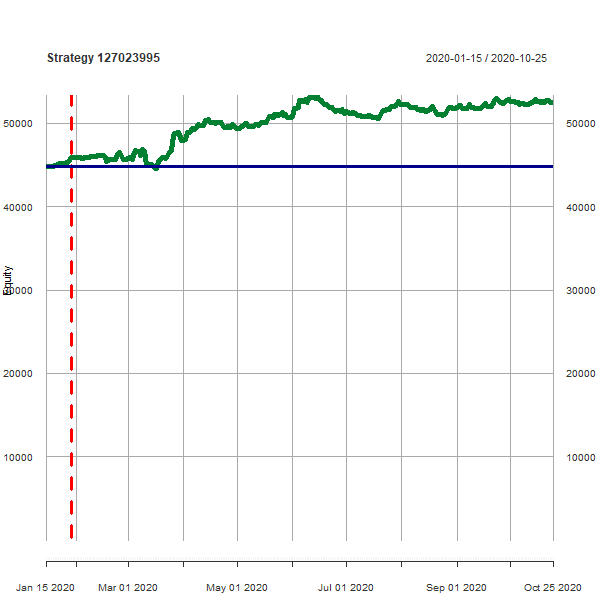 Strategy 127023995
2020-01-15 / 2020-10-25
50000
50000
40000
40000
Equity
30000
30000
20000
20000
10000
10000
Jan 15 2020
Mar 01 2020
May 01 2020
Jul 01 2020
Sep 01 2020
Oct 25 2020